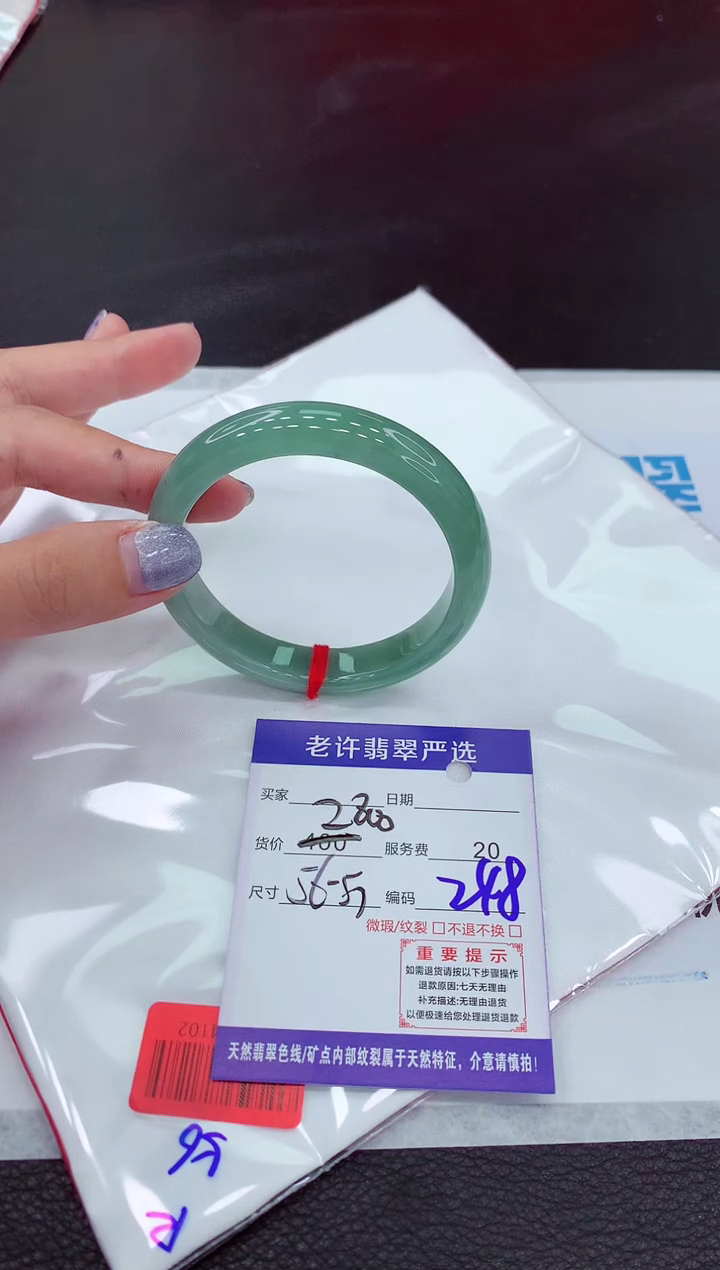 老许翡翠严选
买家 日期
2800
货价 400 服务费 20
尺寸 56-57 编码 248
微瑕/纹裂 □ 不退不换 □
重要提示
如需退货请按以下步骤操作
退款原因:七天无理由
补充描述:无理由退货
以便极速给您处理退货退款
天然翡翠色线/矿点内部纹裂属于天然特征，介意请慎拍!
56
R